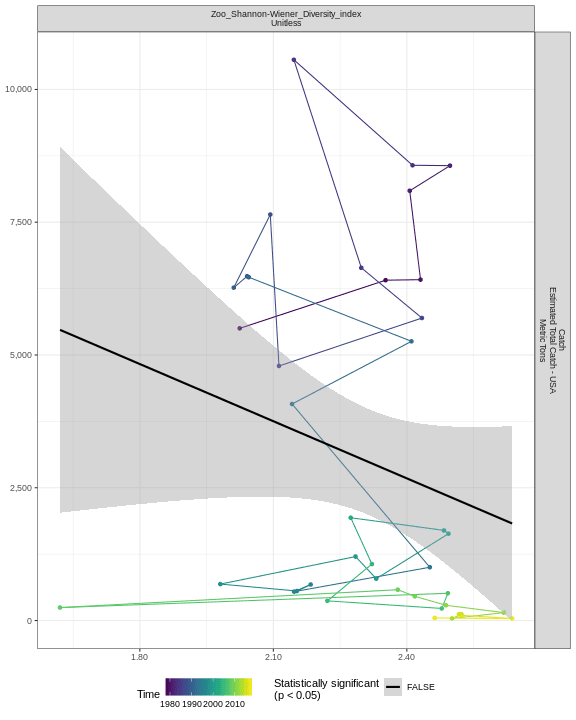 Zoo_Shannon-Wiener_Diversity_index
Unitless
10,000
7,500
5,000
2,500
0
Catch
Estimated Total Catch - USA
Metric Tons
1.80
2.10
2.40
Time
1980 1990 2000 2010
Statistically significant
(p < 0.05)
FALSE